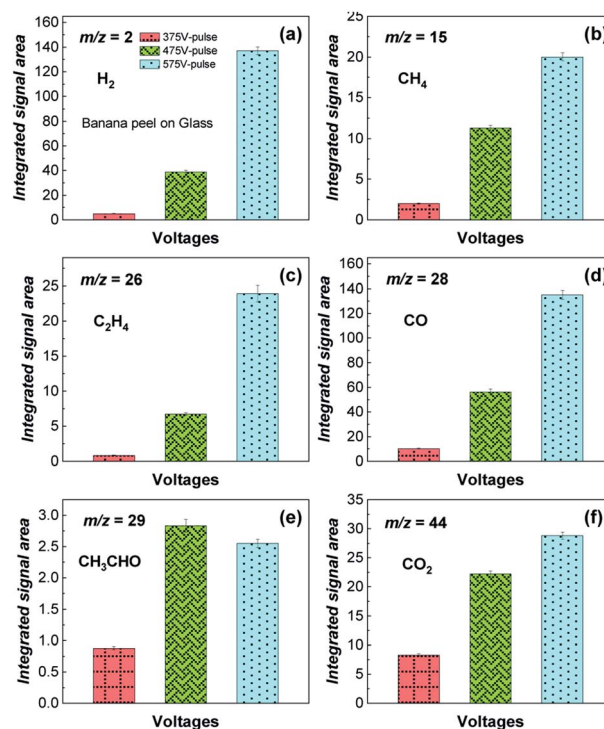 Integrated signal area
160
140
120
100
80
60
40
20
0
m/z = 2
375V-pulse
475V-pulse
575V-pulse
(a)
H2
Banana peel on Glass
Voltages
Integrated signal area
25
20
15
10
5
0
m/z = 15
(b)
CH4
Voltages
Integrated signal area
25
20
15
10
5
0
m/z = 26
(c)
C2H4
Voltages
Integrated signal area
160
140
120
100
80
60
40
20
0
m/z = 28
(d)
CO
Voltages
Integrated signal area
3.0
2.5
2.0
1.5
1.0
0.5
0.0
m/z = 29
(e)
CH3CHO
Voltages
Integrated signal area
35
30
25
20
15
10
5
0
m/z = 44
(f)
CO2
Voltages